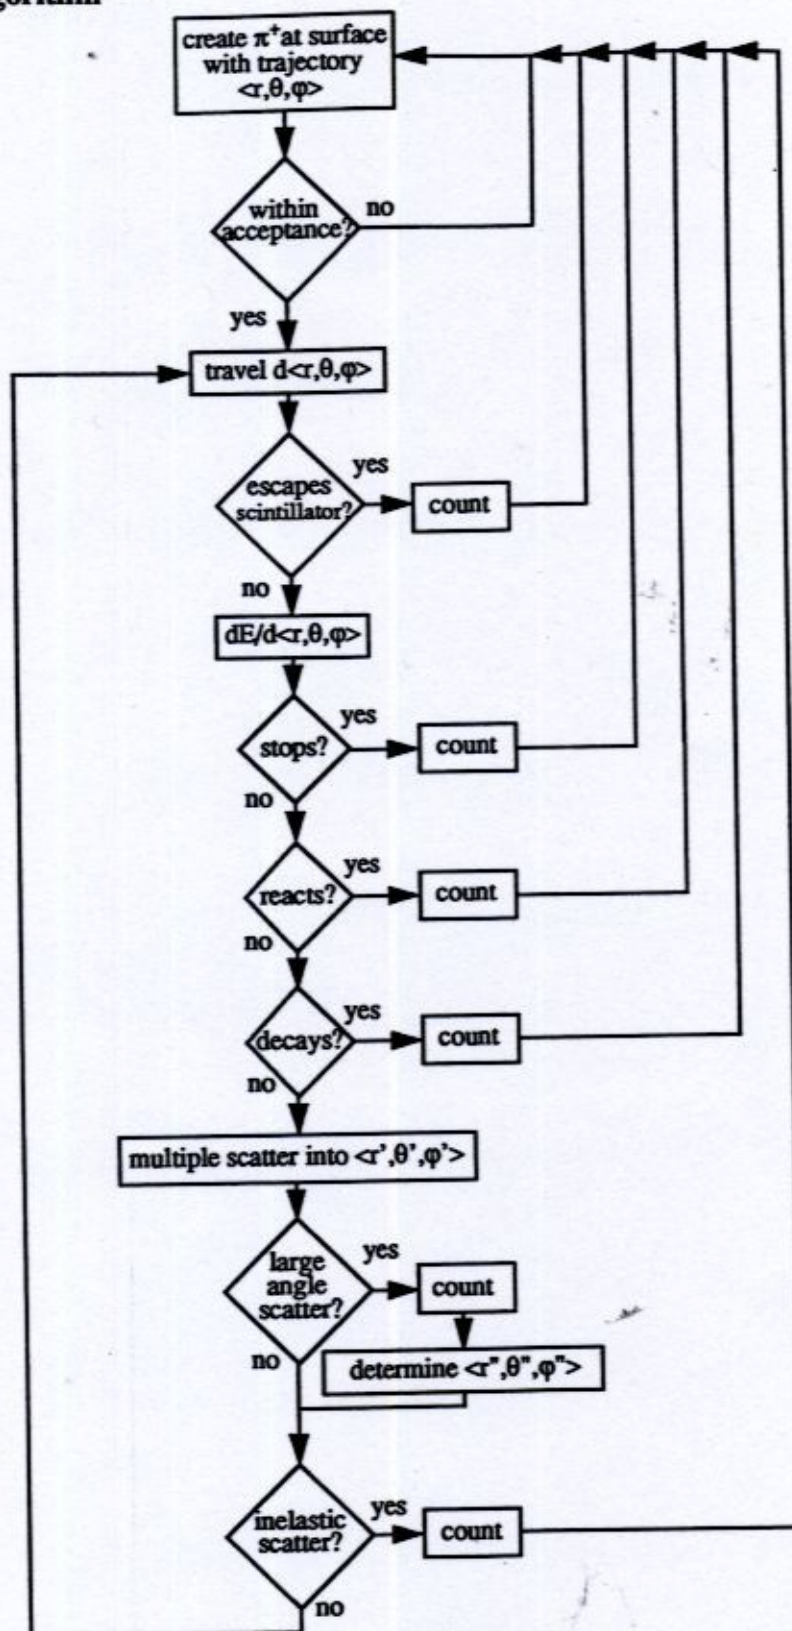 create π⁺ at surface
with trajectory
<r,θ,φ>
within
acceptance?
no
yes
travel d<r,θ,φ>
escapes
scintillator?
yes
count
no
dE/d<r,θ,φ>
stops?
yes
count
no
reacts?
yes
count
no
decays?
yes
count
no
multiple scatter into <r',θ',φ'>
large
angle
scatter?
yes
count
no
determine <r",θ",φ">
inelastic
scatter?
yes
count
no